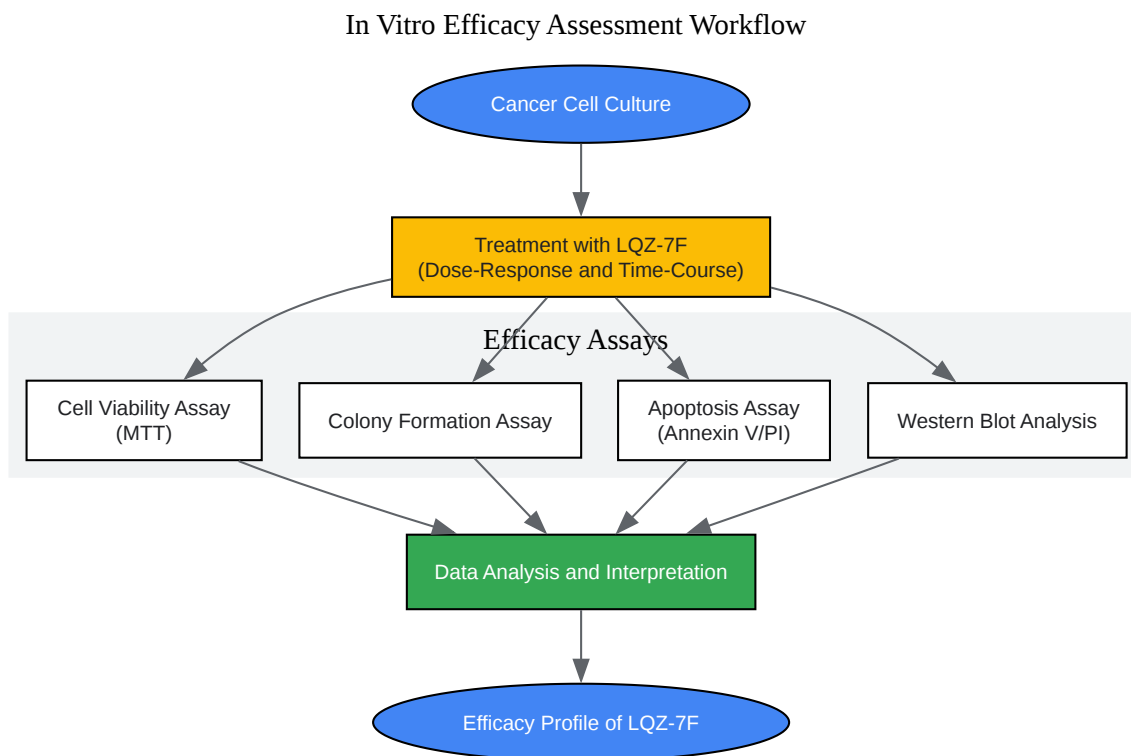 In Vitro Efficacy Assessment Workflow
Cancer Cell Culture
Treatment with LQZ-7F
(Dose-Response and Time-Course)
Efficacy Assays
Cell Viability Assay
(MTT)
Colony Formation Assay
Apoptosis Assay
(Annexin V/PI)
Western Blot Analysis
Data Analysis and Interpretation
Efficacy Profile of LQZ-7F